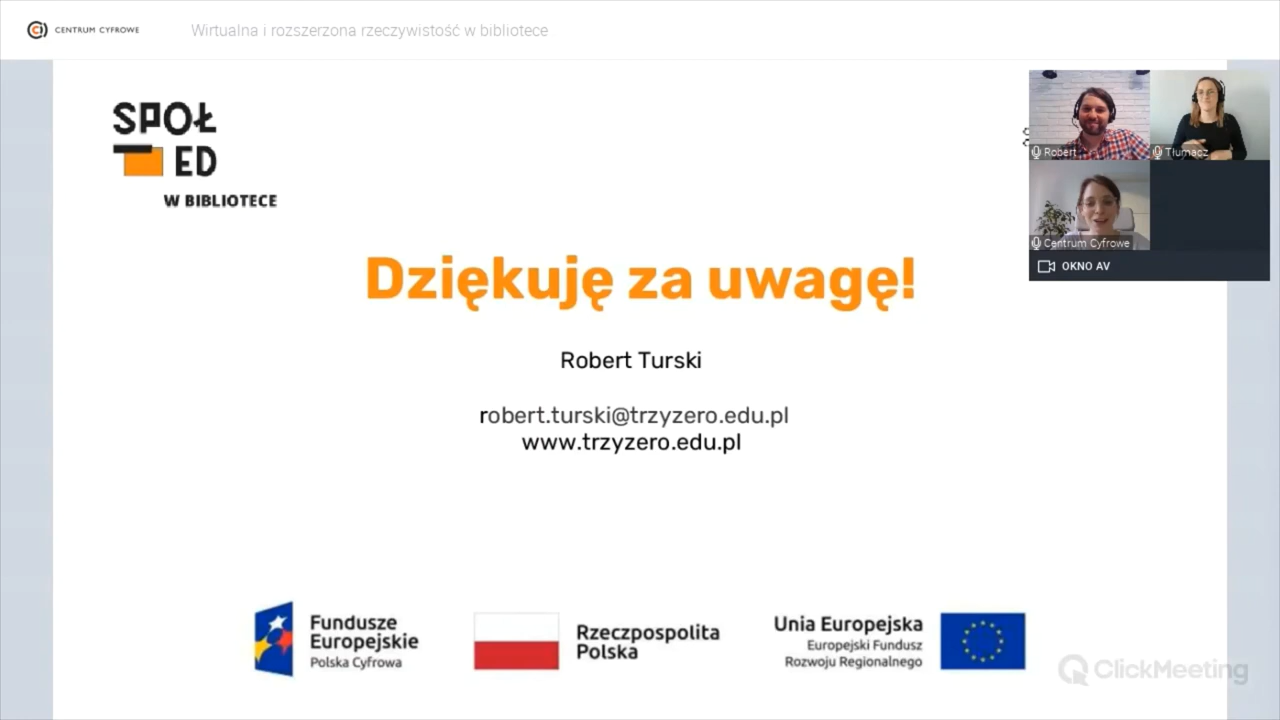 CENTRUM CYFROWE
Wirtualna i rozszerzona rzeczywistość w bibliotece
SPOŁ
ED
W BIBLIOTECE
Robert
Tłumacz
Centrum Cyfrowe
OKNO AV
Dziękuję za uwagę!
Robert Turski
robert.turski@trzyzero.edu.pl
www.trzyzero.edu.pl
Fundusze
Europejskie
Polska Cyfrowa
Rzeczpospolita
Polska
Unia Europejska
Europejski Fundusz
Rozwoju Regionalnego
ClickMeeting